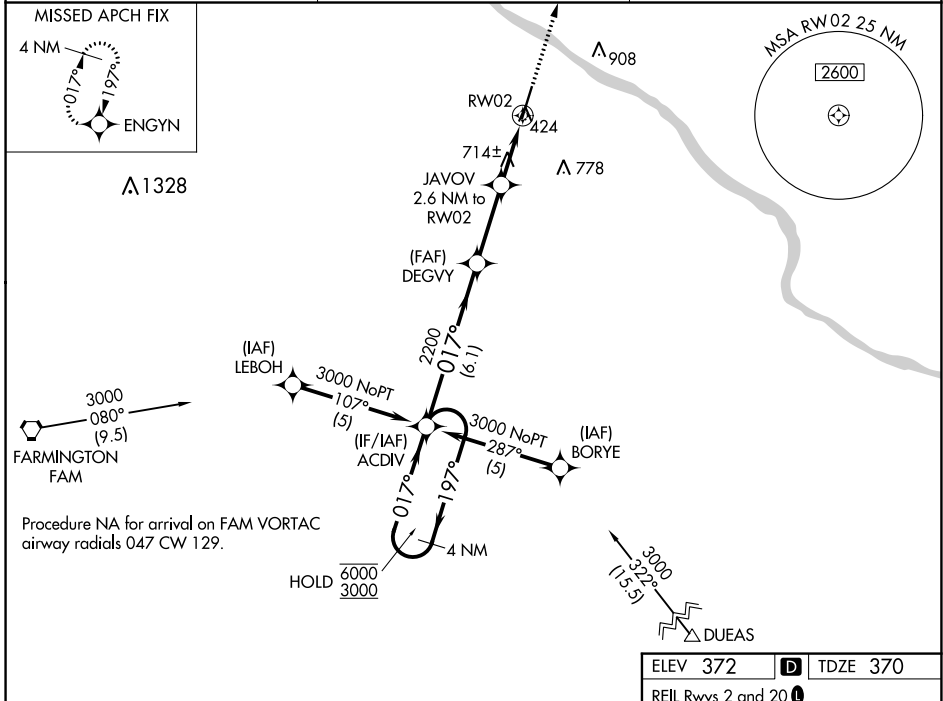 MISSED APCH FIX
4 NM
017°
197°
ENGYN
1328
908
RW02
424
714±
778
JAVOV
2.6 NM to
RW02
MSA RW 02 25 NM
2600
(FAF)
DEGVY
2200
017°
(6.1)
(IAF)
LEBOH
3000 NoPT
107°
(5)
3000
080°
(9.5)
FARMINGTON
FAM
(IF/IAF)
ACDIV
3000 NoPT
287°
(5)
(IAF)
BORYE
017°
197°
4 NM
HOLD 6000
3000
Procedure NA for arrival on FAM VORTAC
airway radials 047 CW 129.
3000
322°
(15.5)
DUEAS
ELEV 372 D TDZE 370
REIL Rwys 2 and 20 L